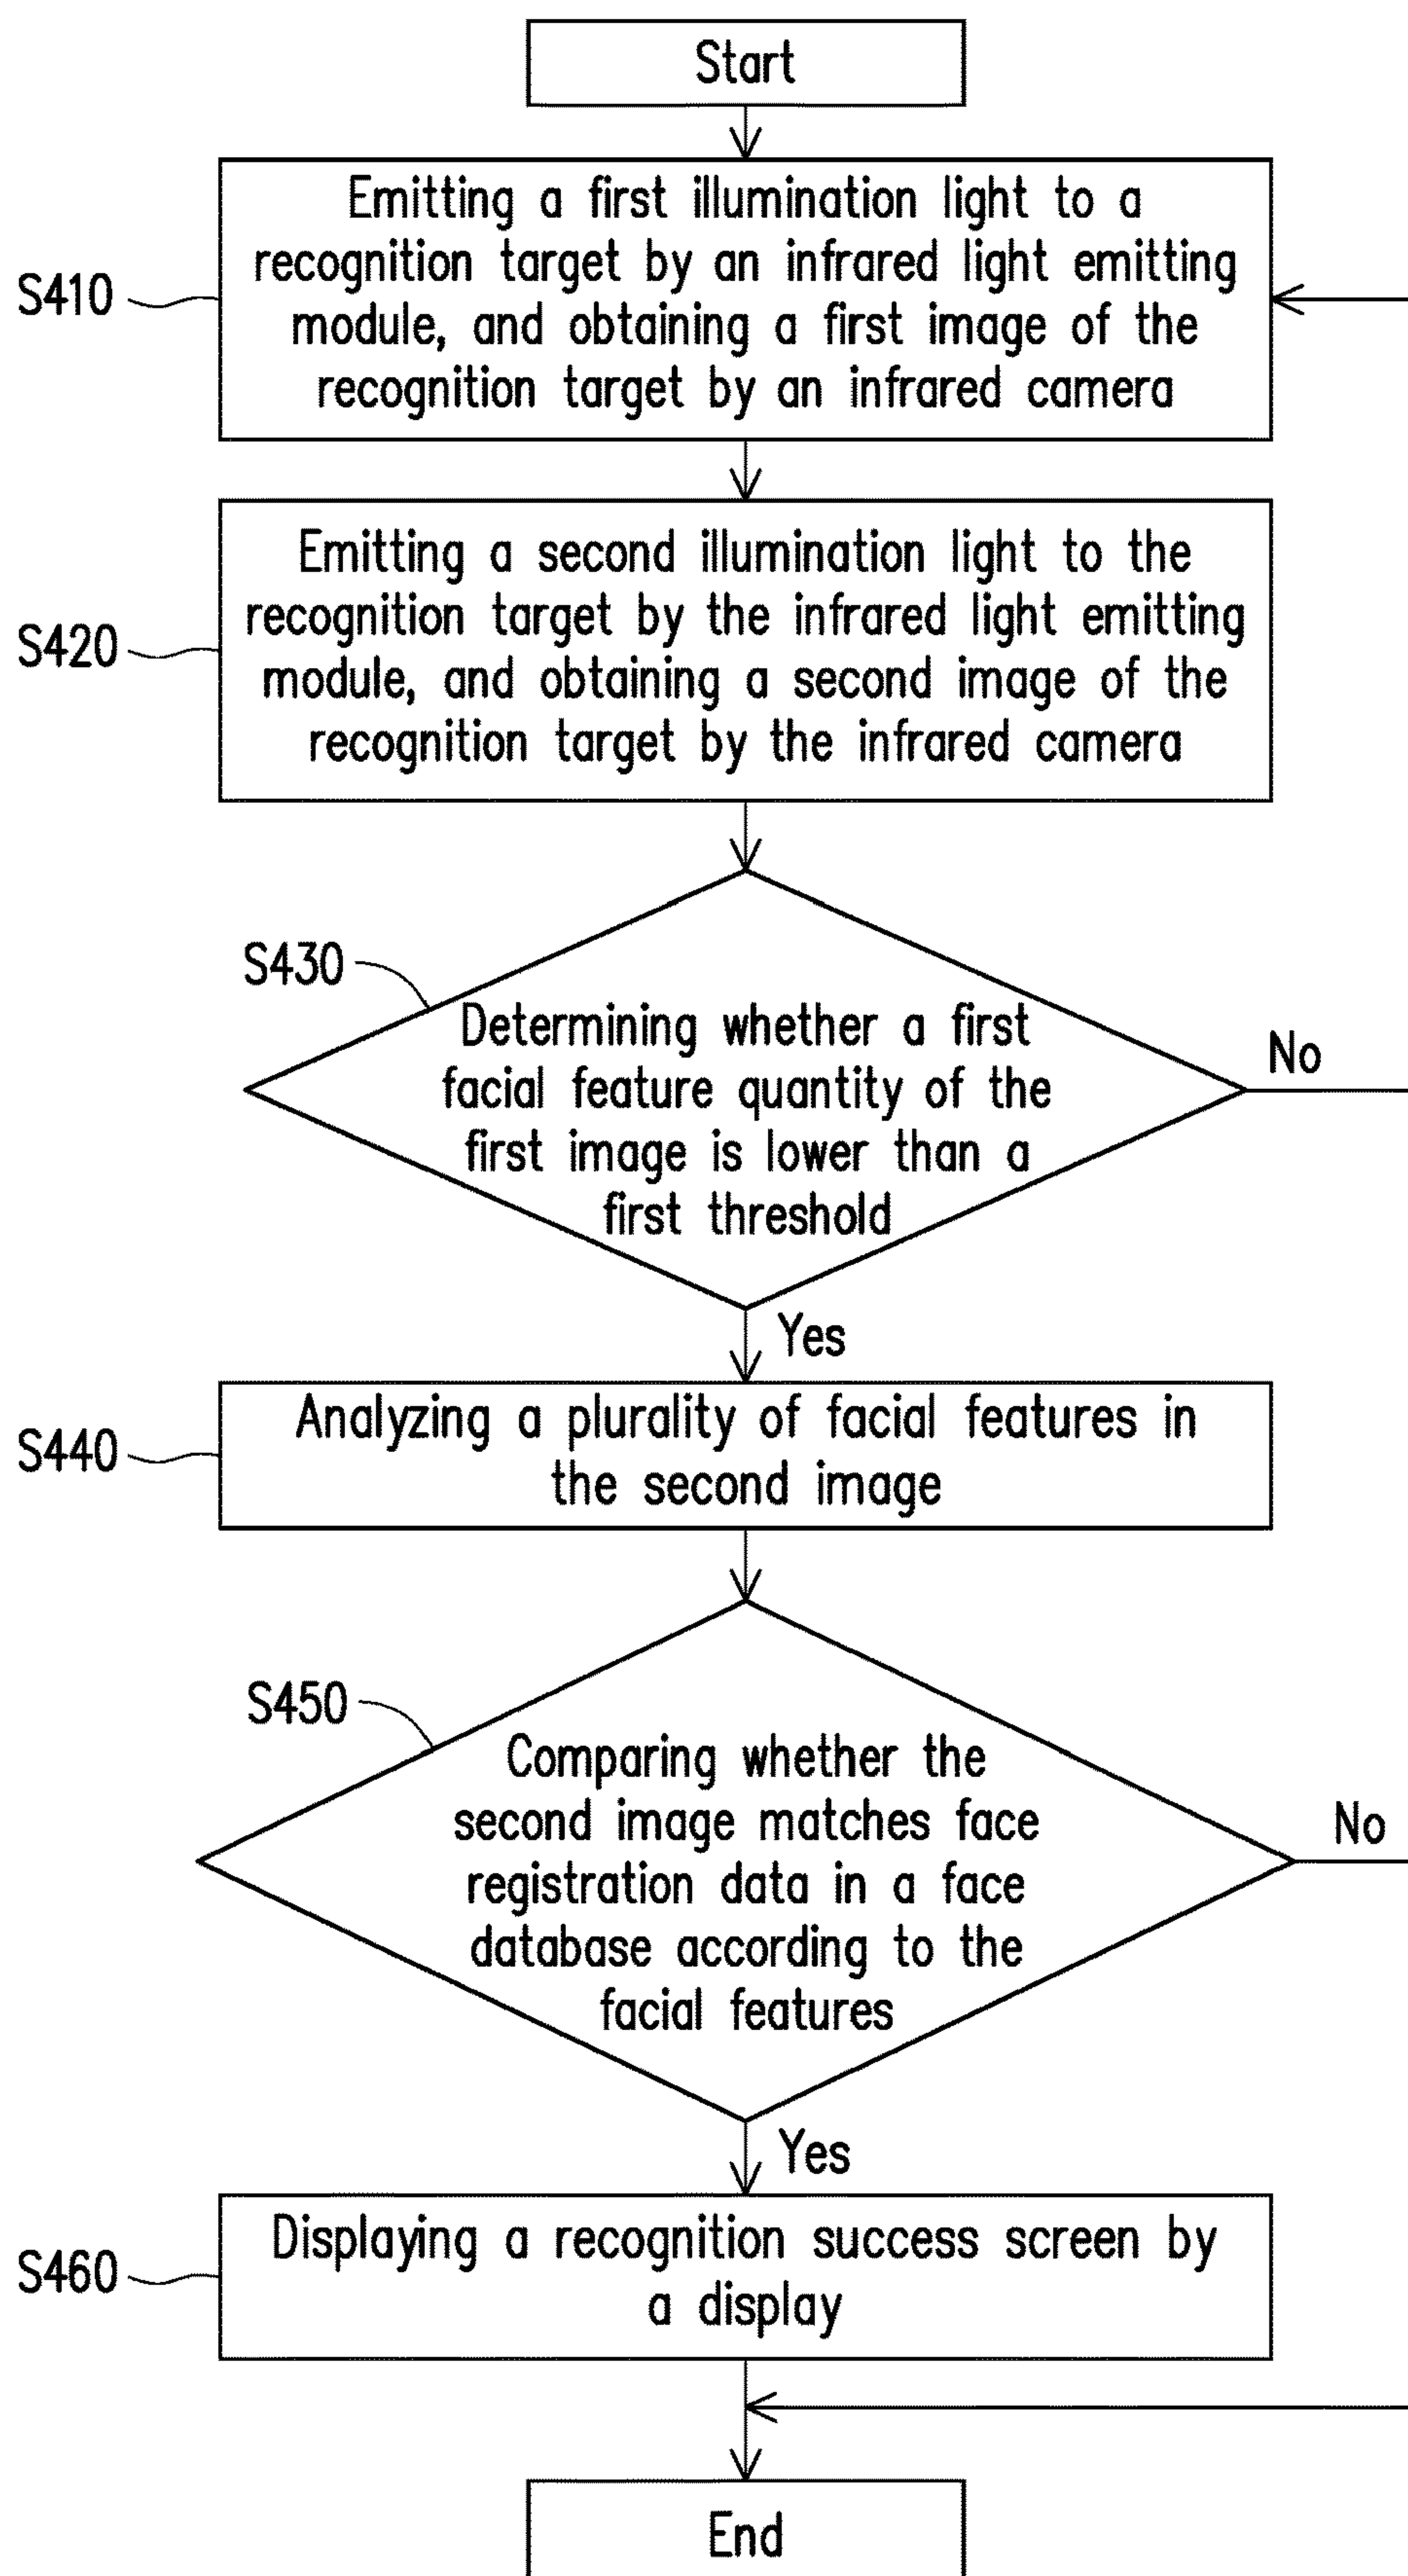 Start
Emitting a first illumination light to a
recognition target by an infrared light emitting
module, and obtaining a first image of the
recognition target by an infrared camera
S410
Emitting a second illumination light to the
recognition target by the infrared light emitting
module, and obtaining a second image of the
recognition target by the infrared camera
S420
S430
Determining whether a first
facial feature quantity of the
first image is lower than a
first threshold
No
Yes
Analyzing a plurality of facial features in
the second image
S440
S450
Comparing whether the
second image matches face
registration data in a face
database according to the
facial features
No
Yes
Displaying a recognition success screen by
a display
S460
End